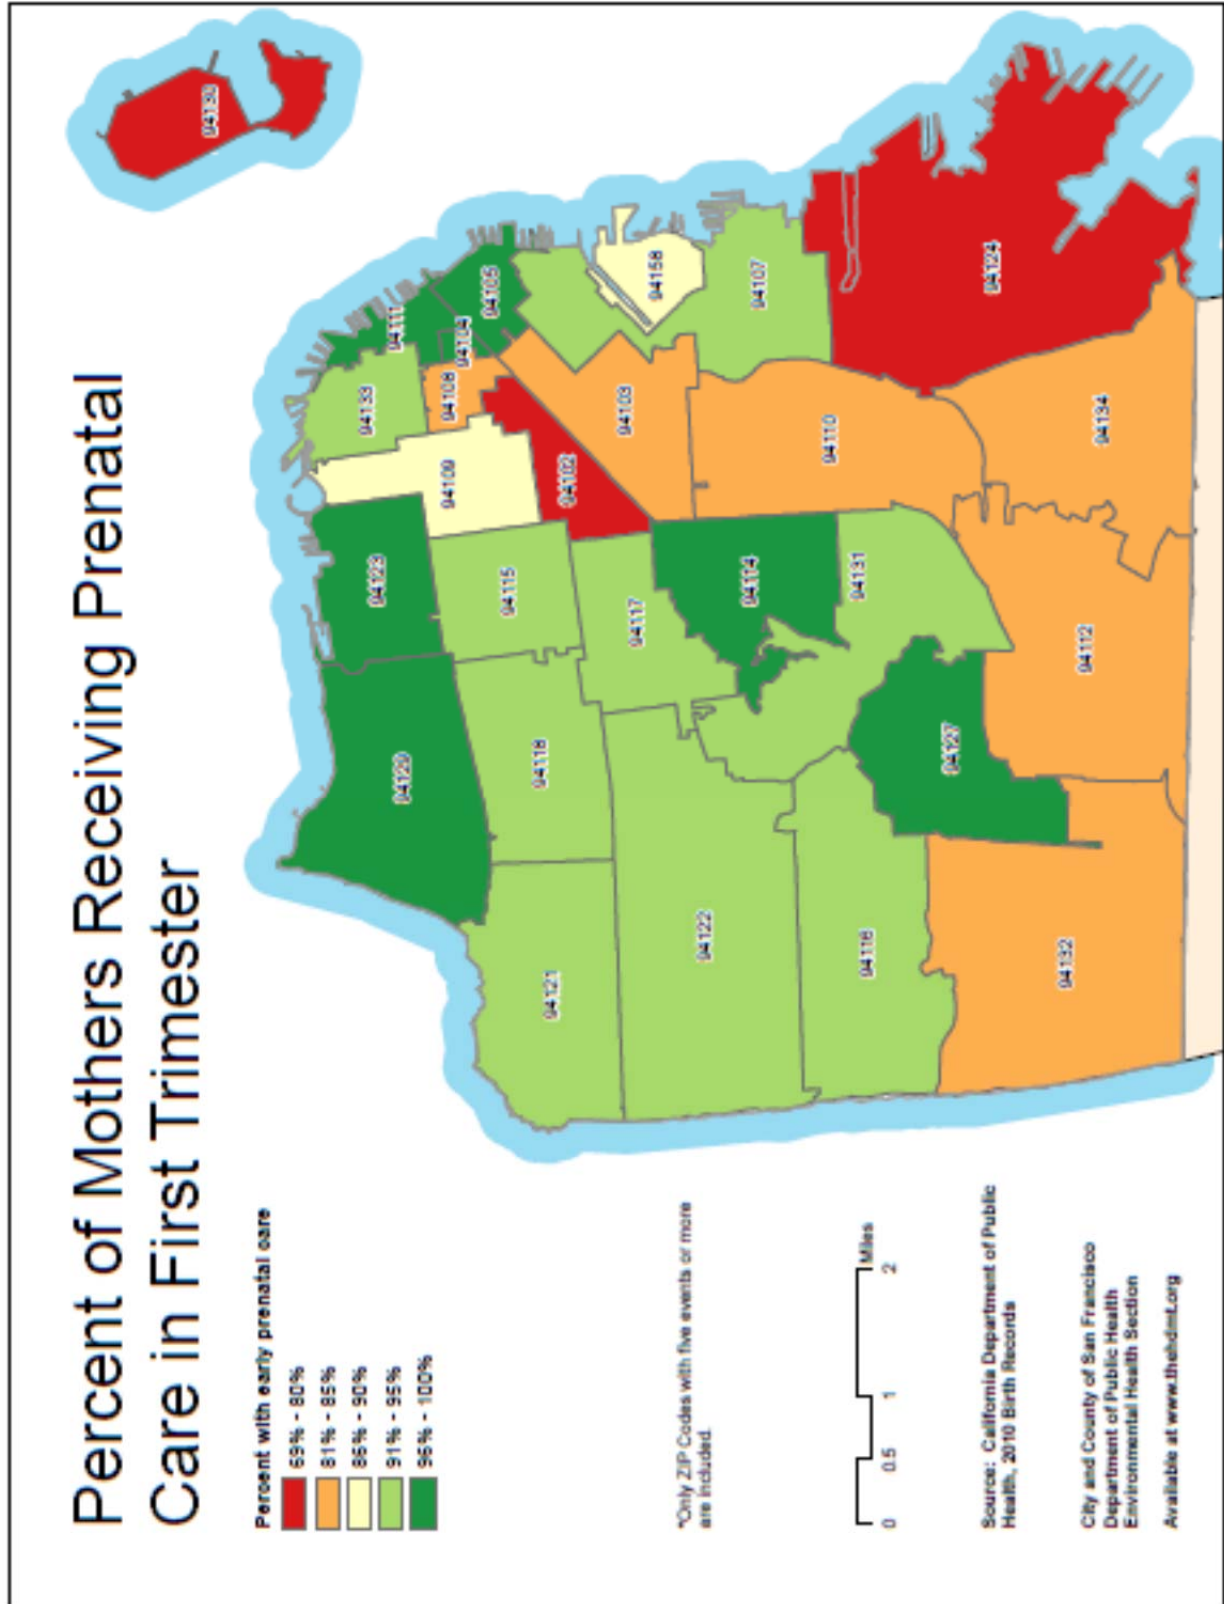 Percent of Mothers Receiving Prenatal
Care in First Trimester
Percent with early prenatal care
69% - 80%
81% - 85%
86% - 90%
91% - 95%
96% - 100%
*Only ZIP Codes with five events or more
are included.
0 0.5 1 2
Miles
Source: California Department of Public
Health, 2010 Birth Records
City and County of San Francisco
Department of Public Health
Environmental Health Section
Available at www.thehdmt.org
94130
94129
94123
94133
94111
94109
94108
94104
94105
94121
94118
94115
94102
94117
94103
94158
94122
94114
94107
94116
94131
94110
94127
94124
94132
94112
94134